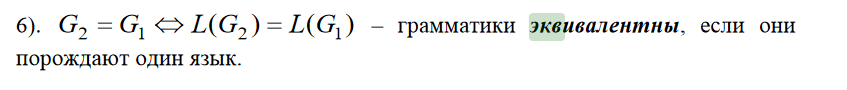 6). G₂ = G₁ ⇔ L(G₂) = L(G₁) – грамматики эквивалентны, если они
порождают один язык.